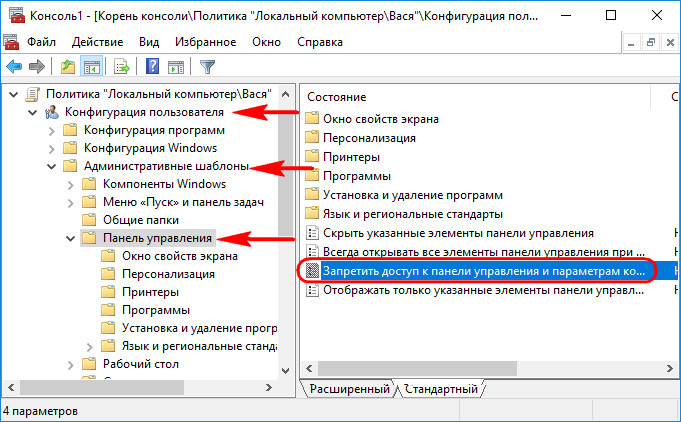 Консоль1 - [Корень консоли\Политика "Локальный компьютер\Вася"\Конфигурация пол...
Файл Действие Вид Избранное Окно Справка
Политика "Локальный компьютер\Вася"
Конфигурация пользователя
Конфигурация программ
Конфигурация Windows
Административные шаблоны
Компоненты Windows
Меню «Пуск» и панель задач
Общие папки
Панель управления
Окно свойств экрана
Персонализация
Принтеры
Программы
Установка и удаление прогр
Язык и региональные станда
Рабочий стол
Состояние
Окно свойств экрана
Персонализация
Принтеры
Программы
Установка и удаление программ
Язык и региональные стандарты
Скрыть указанные элементы панели управления
Всегда открывать все элементы панели управления при ...
Запретить доступ к панели управления и параметрам ко...
Отображать только указанные элементы панели управл...
Расширенный Стандартный
4 параметров